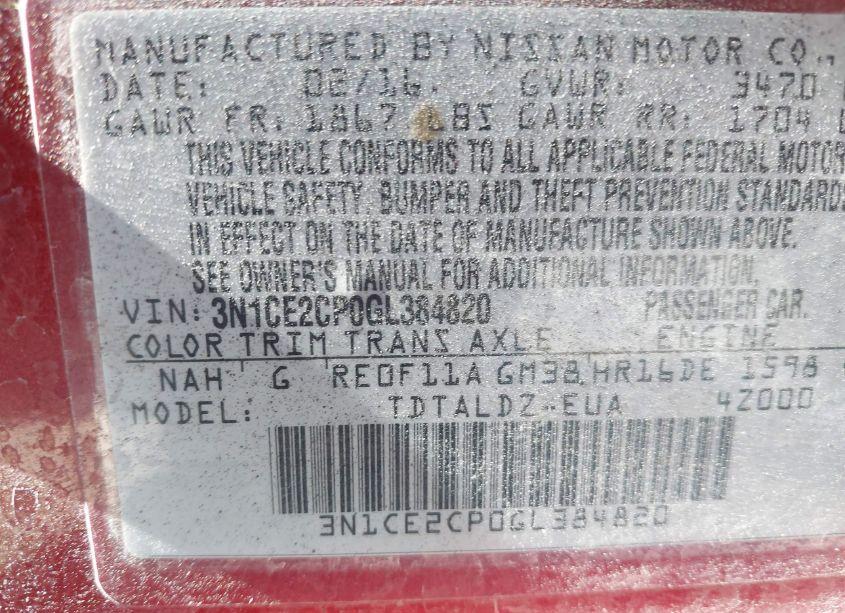 MANUFACTURED BY NISSAN MOTOR CO.,
DATE: 02/16. GVWR: 3470
GAWR FR: 1867 LBS GAWR RR: 1704 L
THIS VEHICLE CONFORMS TO ALL APPLICABLE FEDERAL MOTOR
VEHICLE SAFETY, BUMPER AND THEFT PREVENTION STANDARDS
IN EFFECT ON THE DATE OF MANUFACTURE SHOWN ABOVE.
SEE OWNER'S MANUAL FOR ADDITIONAL INFORMATION.
VIN: 3N1CE2CP0GL384820 PASSENGER CAR.
COLOR TRIM TRANS AXLE ENGINE
NAH G RE0F11A GM38 HR16DE 1598
MODEL: TDTALDZ-EUA 4Z000
3N1CE2CP0GL384820